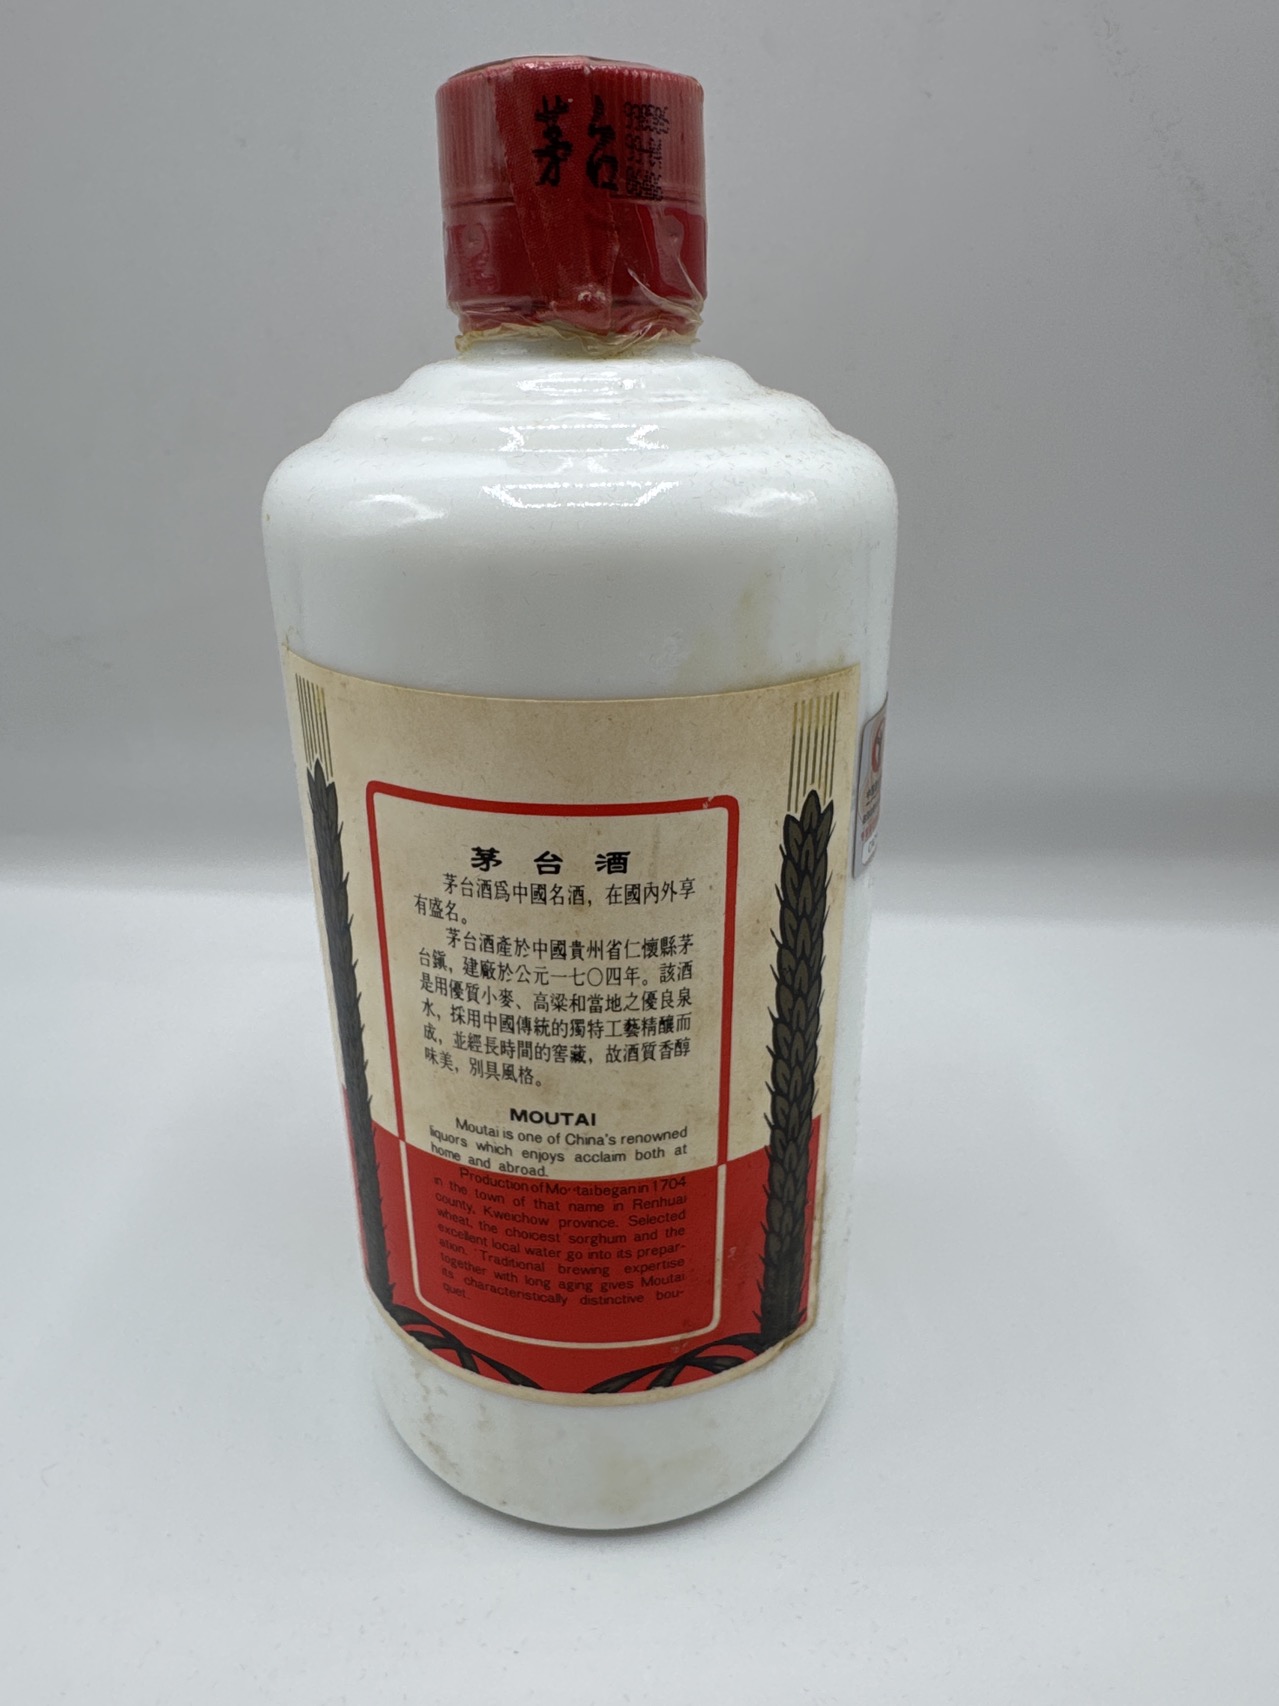 茅台
茅台酒
茅台酒爲中國名酒，在國內外享
有盛名。
茅台酒產於中國貴州省仁懷縣茅
台鎭，建廠於公元一七〇四年。該酒
是用優質小麥、高粱和當地之優良泉
水，採用中國傳統的獨特工藝精釀而
成，並經長時間的窖藏，故酒質香醇
味美，別具風格。
MOUTAI
Moutai is one of China's renowned
liquors which enjoys acclaim both at
home and abroad.
Production of Mo tai began in 1704
in the town of that name in Renhuai
county, Kweichow province. Selected
wheat, the choicest sorghum and the
excellent local water go into its prepar-
ation. Traditional brewing expertise
together with long aging gives Moutai
its characteristically distinctive bou-
quet.